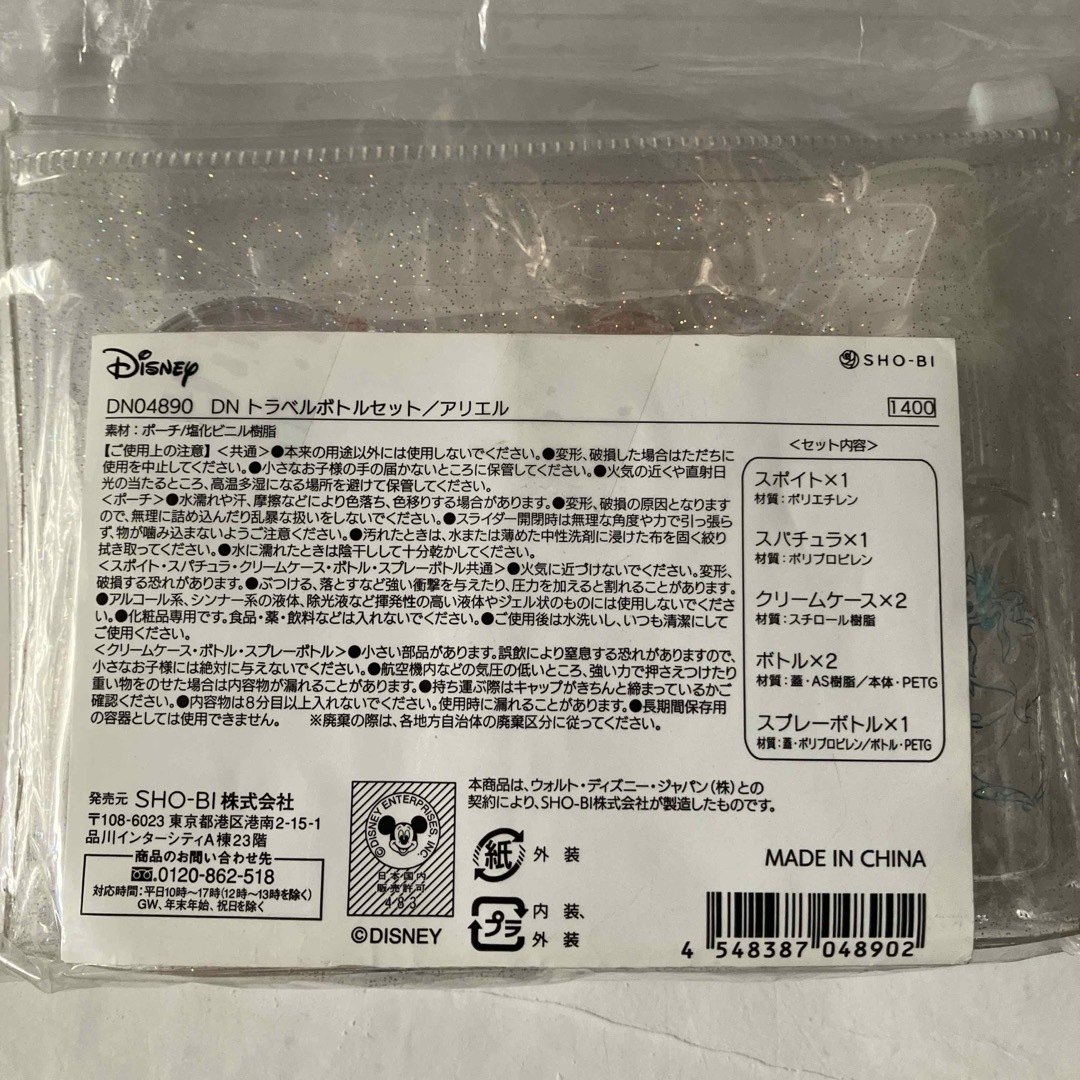 Disney
SHO-BI
DN04890 DN トラベルボトルセット/アリエル
1400
素材:ポーチ/塩化ビニル樹脂
【ご使用上の注意】<共通>●本来の用途以外には使用しないでください。●変形、破損した場合はただちに
使用を中止してください。●小さなお子様の手の届かないところに保管してください。●火気の近くや直射日
光の当たるところ、高温多湿になる場所を避けて保管してください。
<ポーチ>●水濡れや汗、摩擦などにより色落ち、色移りする場合があります。●変形、破損の原因となります
ので、無理に詰め込んだり乱暴な扱いをしないでください。●スライダー開閉時は無理な角度や力で引っ張ら
ず、物が噛み込まないようご注意ください。●汚れたときは、水または薄めた中性洗剤に浸けた布を固く絞り
拭き取ってください。●水に濡れたときは陰干しして十分乾かしてください。
<スポイト・スパチュラ・クリームケース・ボトル・スプレーボトル共通>●火気に近づけないでください。変形、
破損する恐れがあります。●ぶつける、落とすなど強い衝撃を与えたり、圧力を加えると割れることがあります。
●アルコール系、シンナー系の液体、除光液など揮発性の高い液体やジェル状のものには使用しないでくださ
い。●化粧品専用です。食品・薬・飲料などは入れないでください。●ご使用後は水洗いし、いつも清潔にして
ご使用ください。
<クリームケース・ボトル・スプレーボトル>●小さい部品があります。誤飲により窒息する恐れがありますので、
小さなお子様には絶対に与えないでください。●航空機内などの気圧の低いところ、強い力で押さえつけたり
重い物をのせた場合は内容物が漏れることがあります。●持ち運ぶ際はキャップがきちんと締まっているかご
確認ください。●内容物は8分目以上入れないでください。使用時に漏れることがあります。●長期間保存用
の容器としては使用できません。 ※廃棄の際は、各地方自治体の廃棄区分に従ってください。
<セット内容>
スポイト×1
材質:ポリエチレン
スパチュラ×1
材質:ポリプロピレン
クリームケース×2
材質:スチロール樹脂
ボトル×2
材質:蓋・AS樹脂/本体・PETG
スプレーボトル×1
材質:蓋・ポリプロピレン/ボトル・PETG
発売元 SHO-BI株式会社
〒108-6023 東京都港区港南2-15-1
品川インターシティA棟23階
商品のお問い合わせ先
0120-862-518
対応時間:平日10時〜17時(12時〜13時を除く)
GW、年末年始、祝日を除く
©DISNEY ENTERPRISES, INC.
日本国内
販売許可
483
©DISNEY
本商品は、ウォルト・ディズニー・ジャパン(株)との
契約により、SHO-BI株式会社が製造したものです。
紙 外 装
プラ 内 装、
外 装
MADE IN CHINA
4 548387 048902